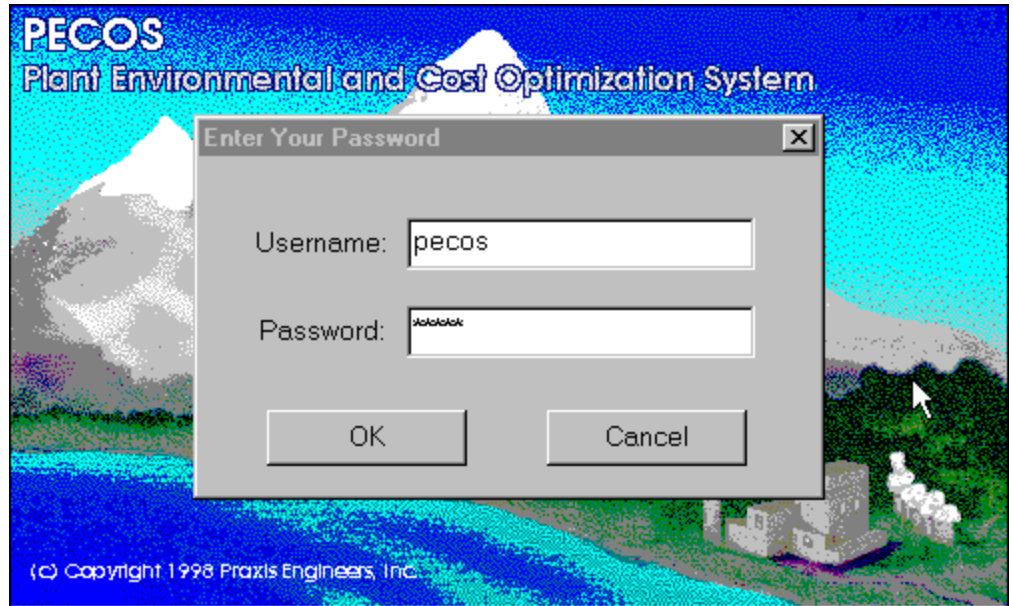 PECOS
Plant Environmental and Cost Optimization System
Enter Your Password
Username: pecos
Password: *****
OK Cancel
(c) Copyright 1998 Praxis Engineers, Inc.